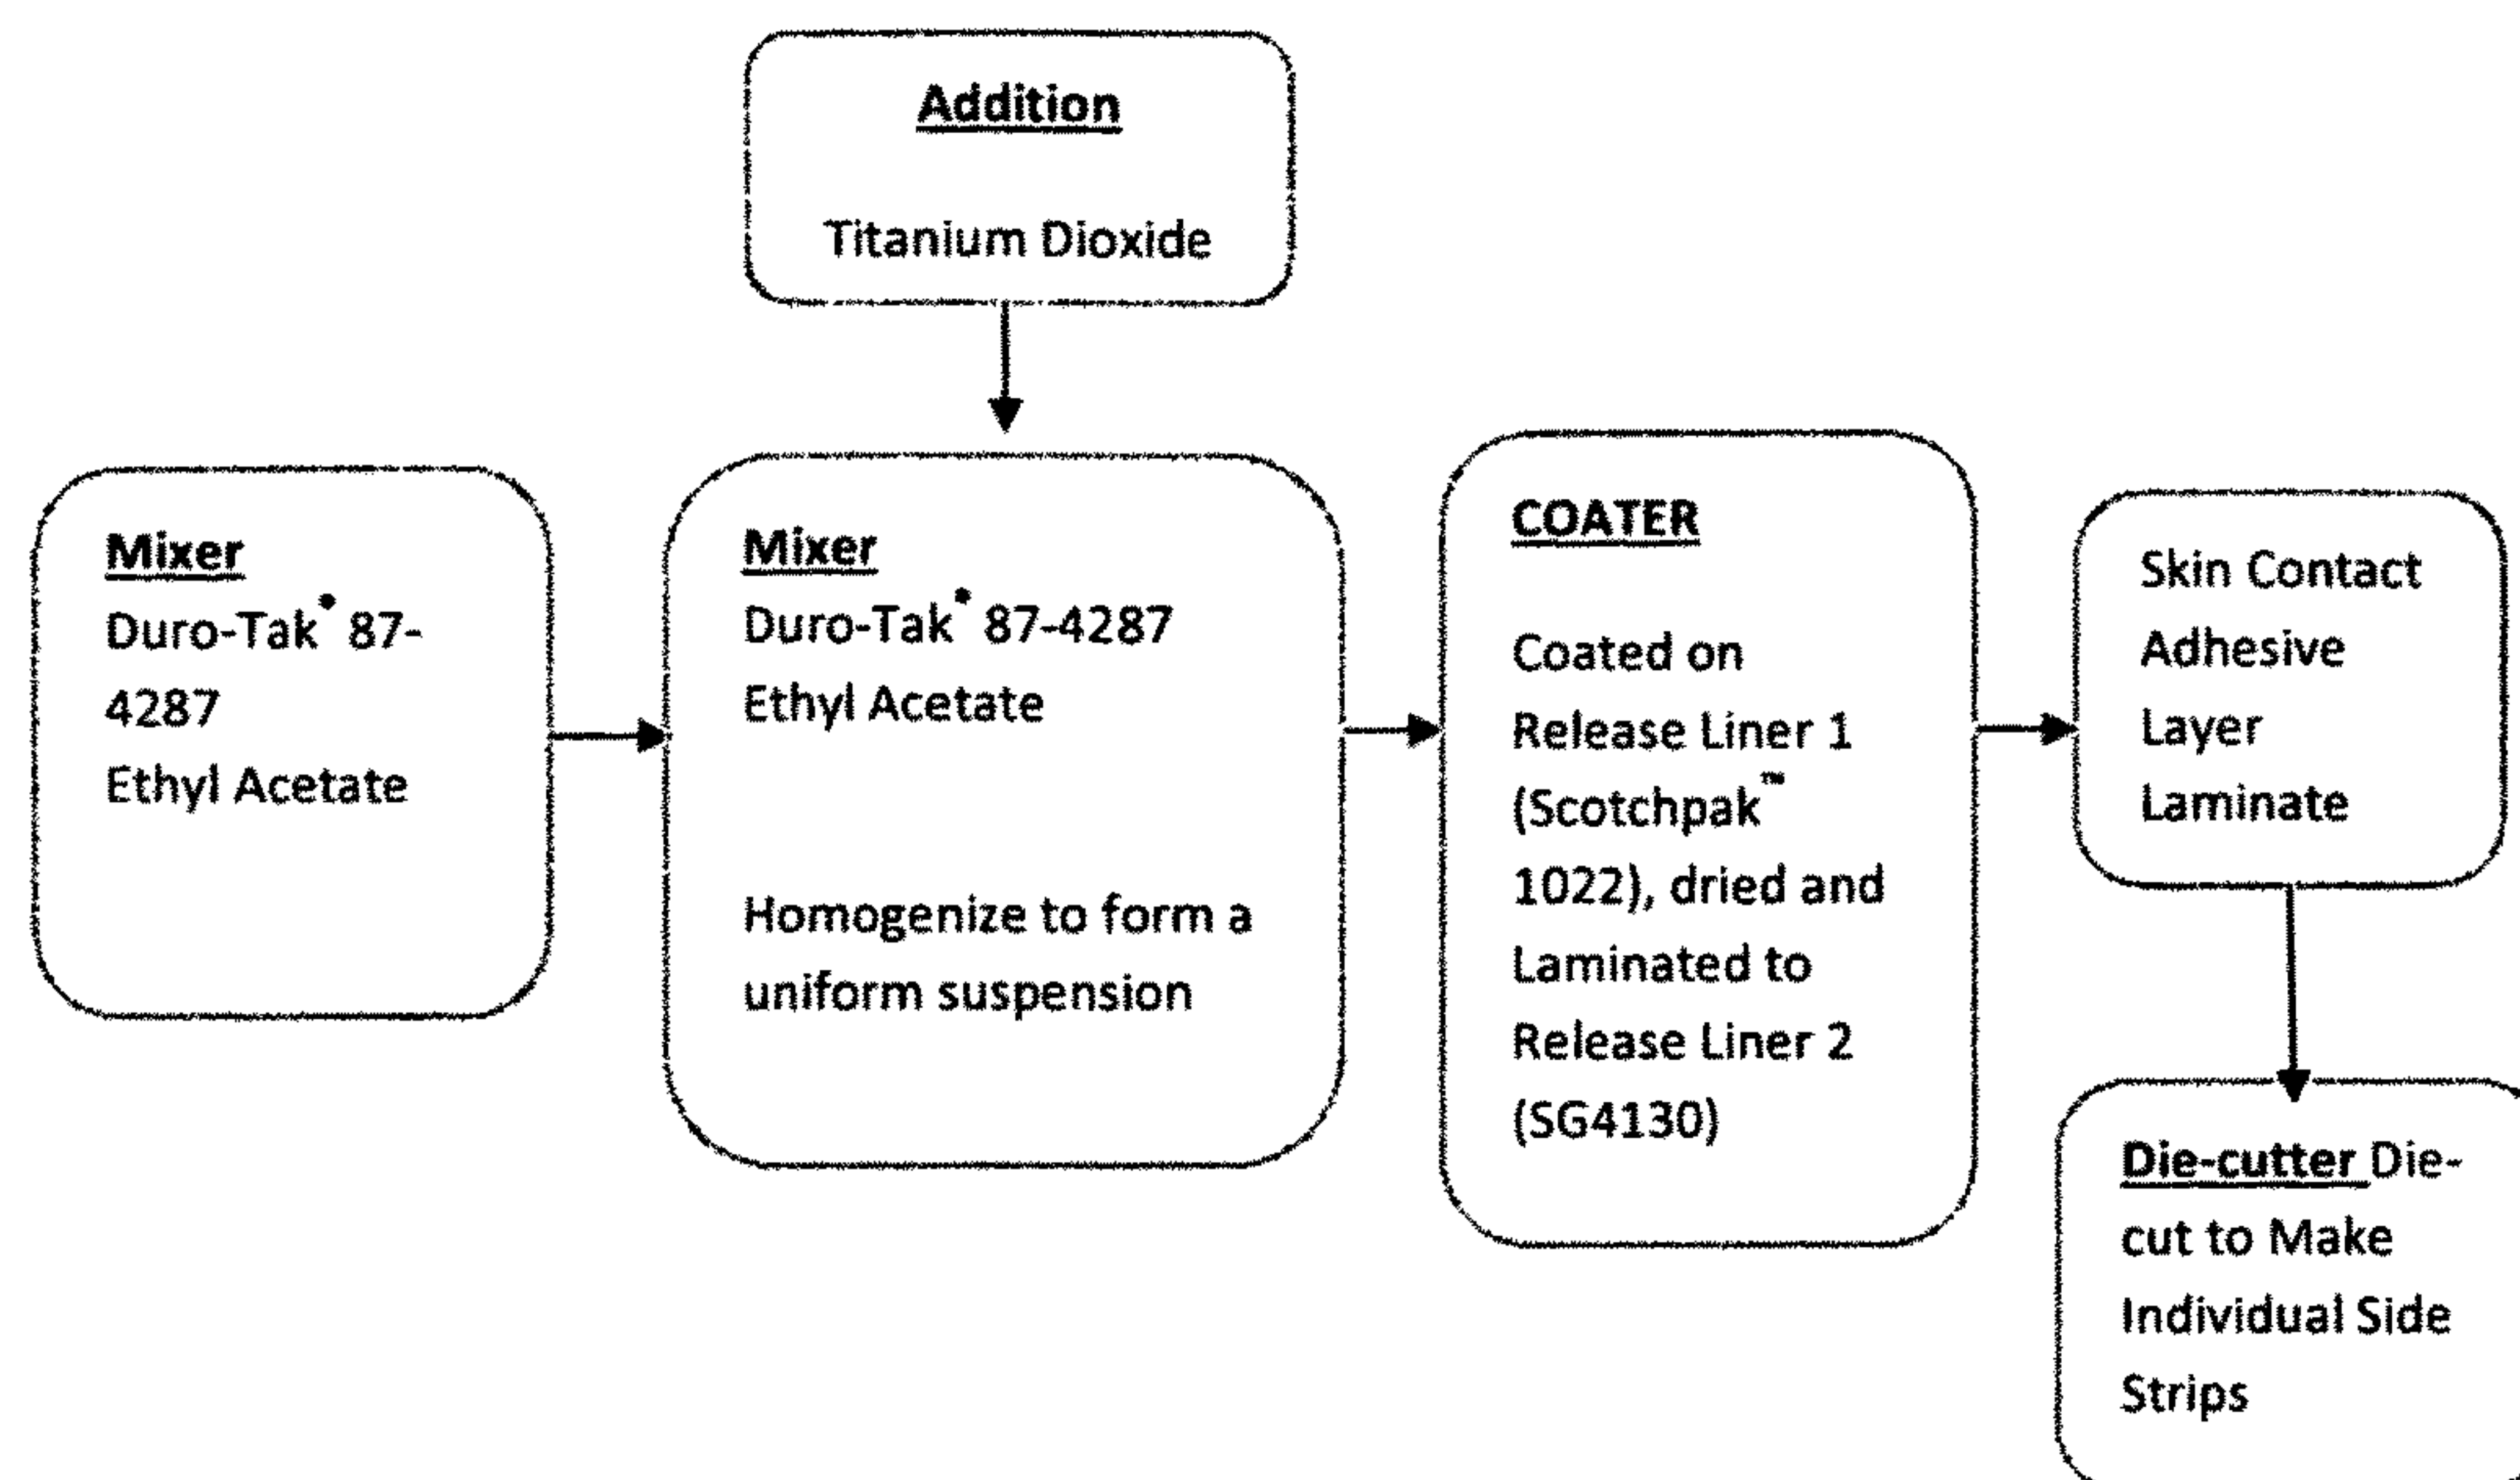 Addition
Titanium Dioxide
Mixer
Duro-Tak® 87-
4287
Ethyl Acetate
Mixer
Duro-Tak® 87-4287
Ethyl Acetate
Homogenize to form a
uniform suspension
COATER
Coated on
Release Liner 1
(Scotchpak™
1022), dried and
Laminated to
Release Liner 2
(SG4130)
Skin Contact
Adhesive
Layer
Laminate
Die-cutter Die-
cut to Make
Individual Side
Strips